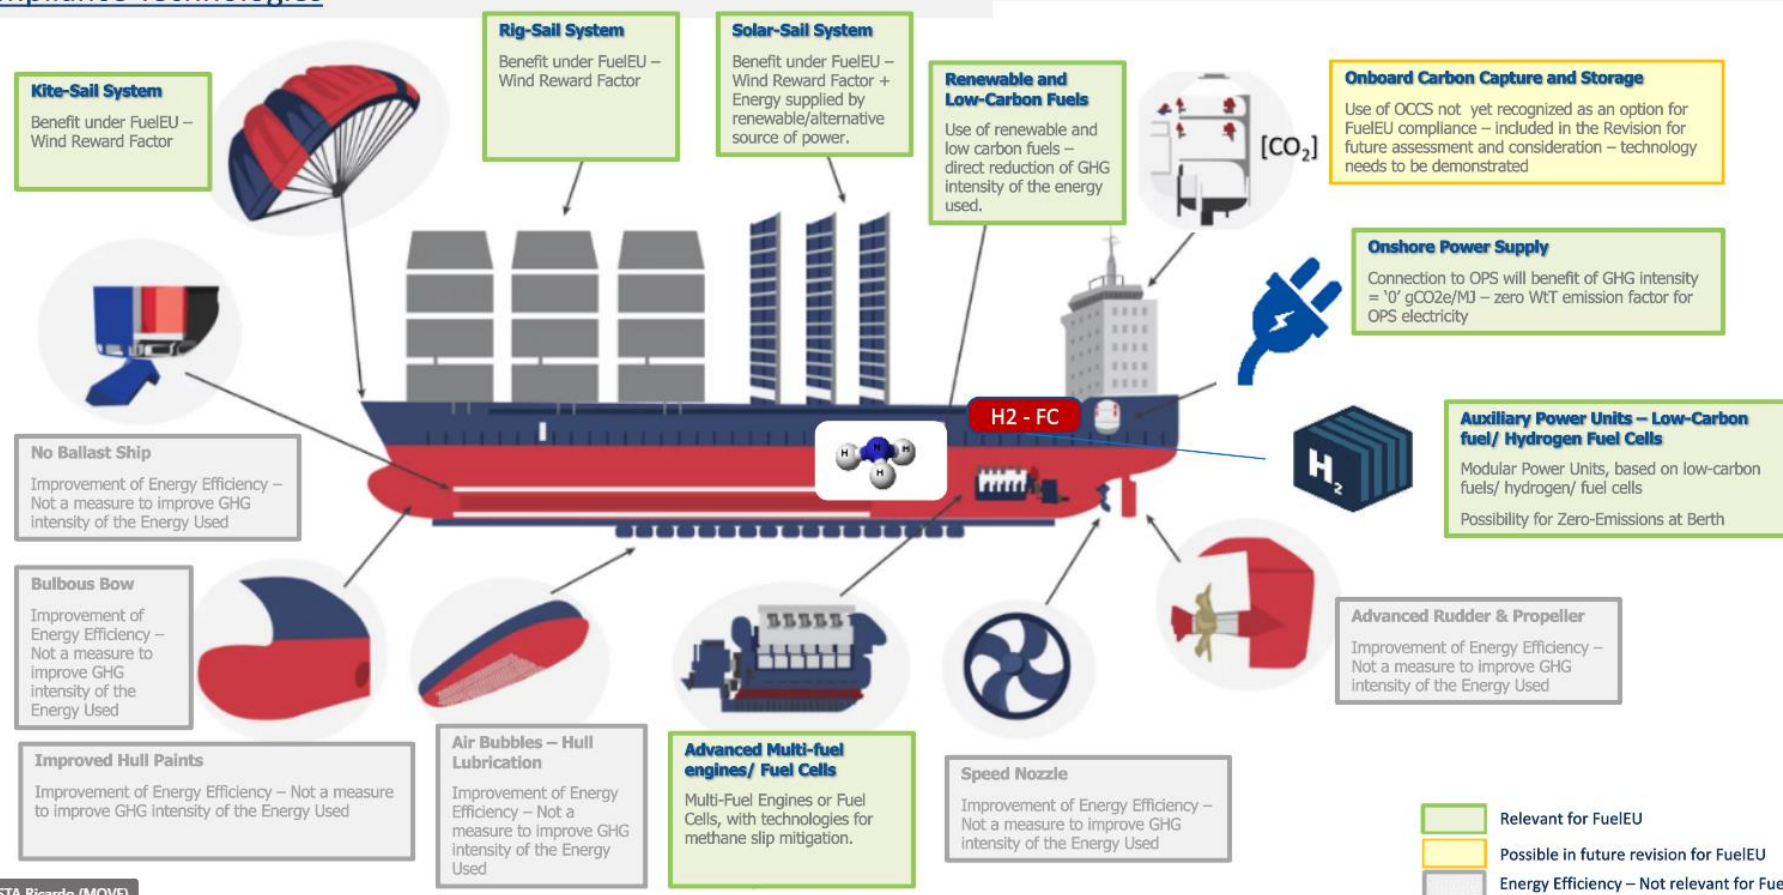 Compliance Technologies
Rig-Sail System
Benefit under FuelEU –
Wind Reward Factor
Solar-Sail System
Benefit under FuelEU –
Wind Reward Factor +
Energy supplied by
renewable/alternative
source of power.
Kite-Sail System
Benefit under FuelEU –
Wind Reward Factor
Renewable and
Low-Carbon Fuels
Use of renewable and
low carbon fuels –
direct reduction of GHG
intensity of the energy
used.
[CO₂]
Onboard Carbon Capture and Storage
Use of OCCS not yet recognized as an option for
FuelEU compliance – included in the Revision for
future assessment and consideration – technology
needs to be demonstrated
Onshore Power Supply
Connection to OPS will benefit of GHG intensity
= '0' gCO2e/MJ – zero WtT emission factor for
OPS electricity
H2 - FC
H
N
H
H
H₂
Auxiliary Power Units – Low-Carbon
fuel/ Hydrogen Fuel Cells
Modular Power Units, based on low-carbon
fuels/ hydrogen/ fuel cells
Possibility for Zero-Emissions at Berth
No Ballast Ship
Improvement of Energy Efficiency –
Not a measure to improve GHG
intensity of the Energy Used
Bulbous Bow
Improvement of
Energy Efficiency –
Not a measure to
improve GHG
intensity of the
Energy Used
Improved Hull Paints
Improvement of Energy Efficiency – Not a measure
to improve GHG intensity of the Energy Used
Air Bubbles – Hull
Lubrication
Improvement of Energy
Efficiency – Not a
measure to improve GHG
intensity of the Energy
Used
Advanced Multi-fuel
engines/ Fuel Cells
Multi-Fuel Engines or Fuel
Cells, with technologies for
methane slip mitigation.
Speed Nozzle
Improvement of Energy Efficiency –
Not a measure to improve GHG
intensity of the Energy Used
Advanced Rudder & Propeller
Improvement of Energy Efficiency –
Not a measure to improve GHG
intensity of the Energy Used
Relevant for FuelEU
Possible in future revision for FuelEU
Energy Efficiency – Not relevant for Fue
STA Ricardo (MOVE)